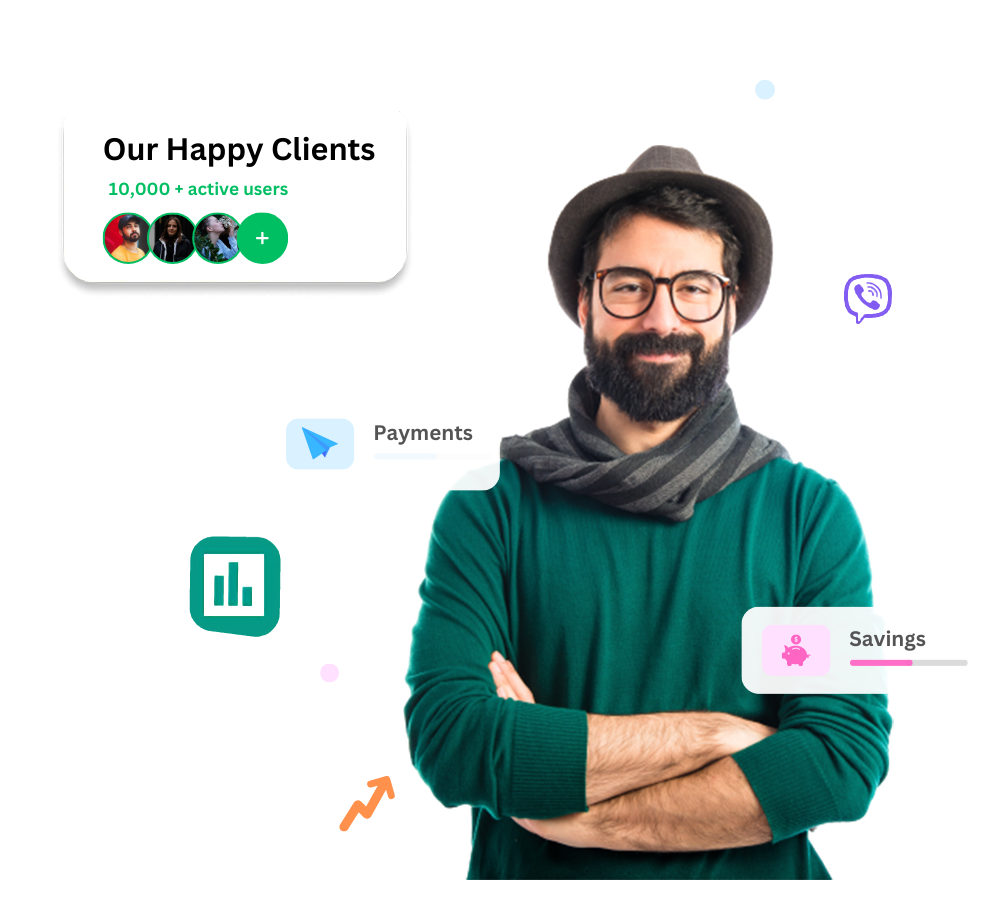 Our Happy Clients
10,000 + active users
+
Payments
$
Savings